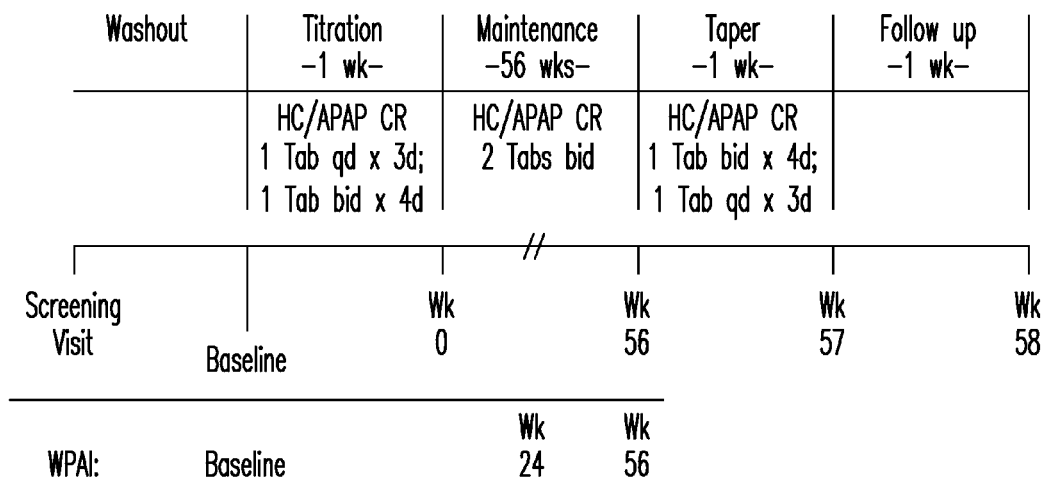 Washout Titration Maintenance Taper Follow up
–1 wk– –56 wks– –1 wk– –1 wk–
HC/APAP CR HC/APAP CR HC/APAP CR
1 Tab qd x 3d; 2 Tabs bid 1 Tab bid x 4d;
1 Tab bid x 4d 1 Tab qd x 3d
Screening Wk Wk Wk Wk
Visit 0 56 57 58
Baseline
Wk Wk
WPAI: Baseline 24 56